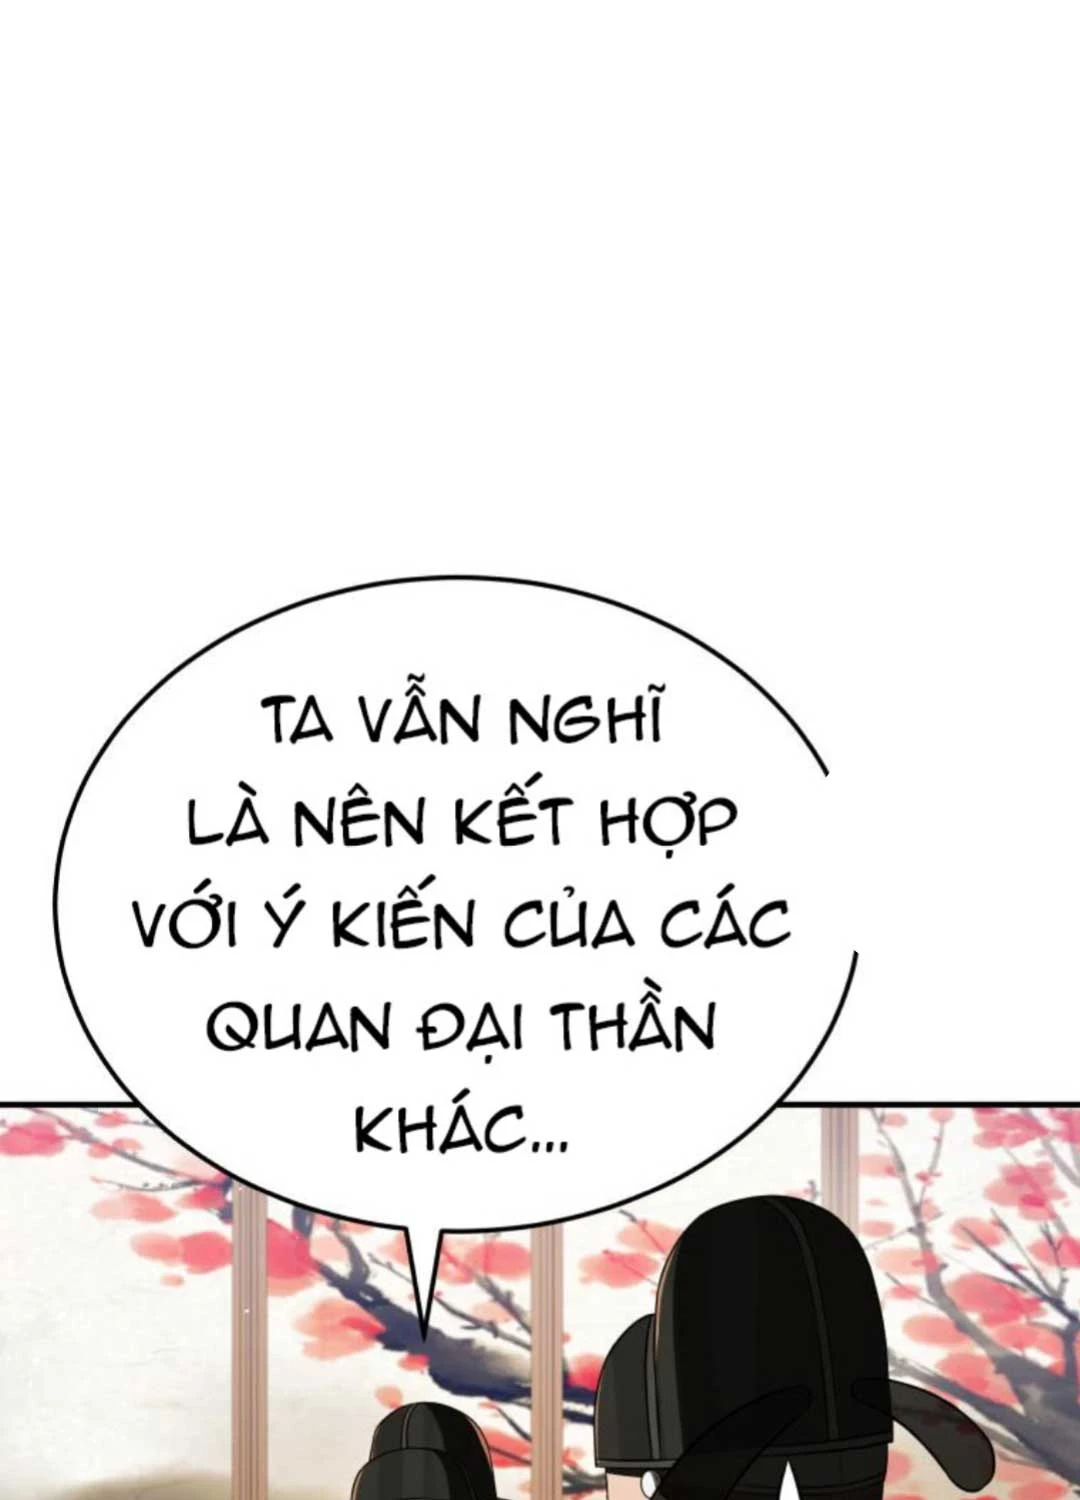 TA VẪN NGHĨ
LÀ NÊN KẾT HỢP
VỚI Ý KIẾN CỦA CÁC
QUAN ĐẠI THẦN
KHÁC...